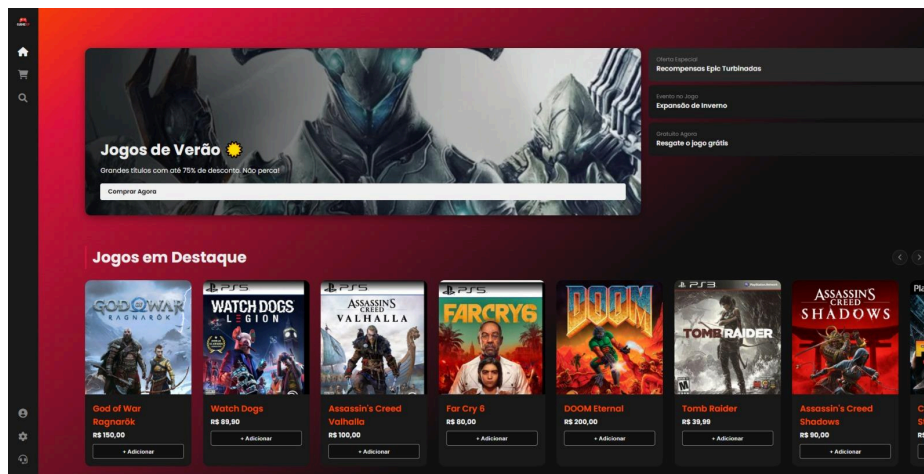 Jogos de Verão
Grandes títulos com até 75% de desconto. Não perca!
Comprar Agora
Oferta Especial
Recompensas Epic Turbinadas
Evento no Jogo
Expansão de Inverno
Gratuito Agora
Resgate o jogo grátis
Jogos em Destaque
GOD OF WAR
RAGNARÖK
PS5
WATCH DOGS
LEGION
PS5
ASSASSIN'S
CREED
VALHALLA
PS5
FARCRY6
DOOM
PS3
TOMB RAIDER
M
ASSASSIN'S
CREED
SHADOWS
God of War
Ragnarök
R$ 150,00
+ Adicionar
Watch Dogs
R$ 89,90
+ Adicionar
Assassin's Creed
Valhalla
R$ 100,00
+ Adicionar
Far Cry 6
R$ 80,00
+ Adicionar
DOOM Eternal
R$ 200,00
+ Adicionar
Tomb Raider
R$ 39,99
+ Adicionar
Assassin's Creed
Shadows
R$ 90,00
+ Adicionar